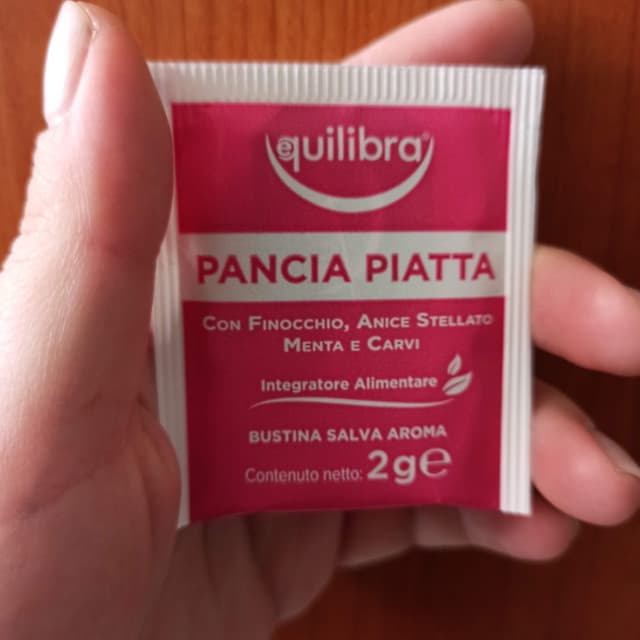 equilibra®
PANCIA PIATTA
CON FINOCCHIO, ANICE STELLATO
MENTA E CARVI
Integratore Alimentare
BUSTINA SALVA AROMA
Contenuto netto: 2g℮